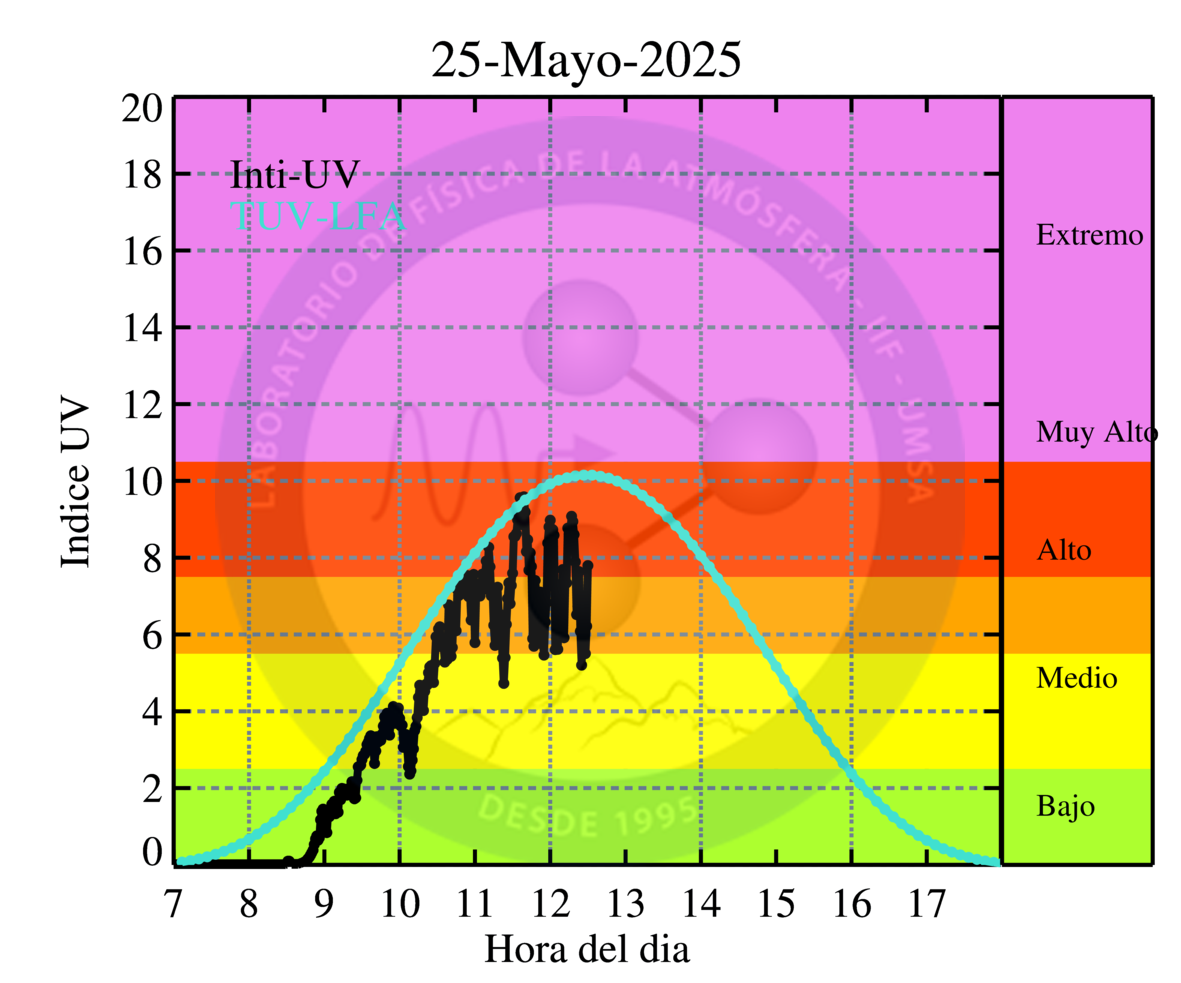 25-Mayo-2025
20
18
16
14
12
10
8
6
4
2
0
Indice UV
Inti-UV
TUV-LFA
LABORATORIO DE FÍSICA DE LA ATMÓSFERA - IIF - UMSA
DESDE 1995
Extremo
Muy Alto
Alto
Medio
Bajo
7 8 9 10 11 12 13 14 15 16 17
Hora del dia